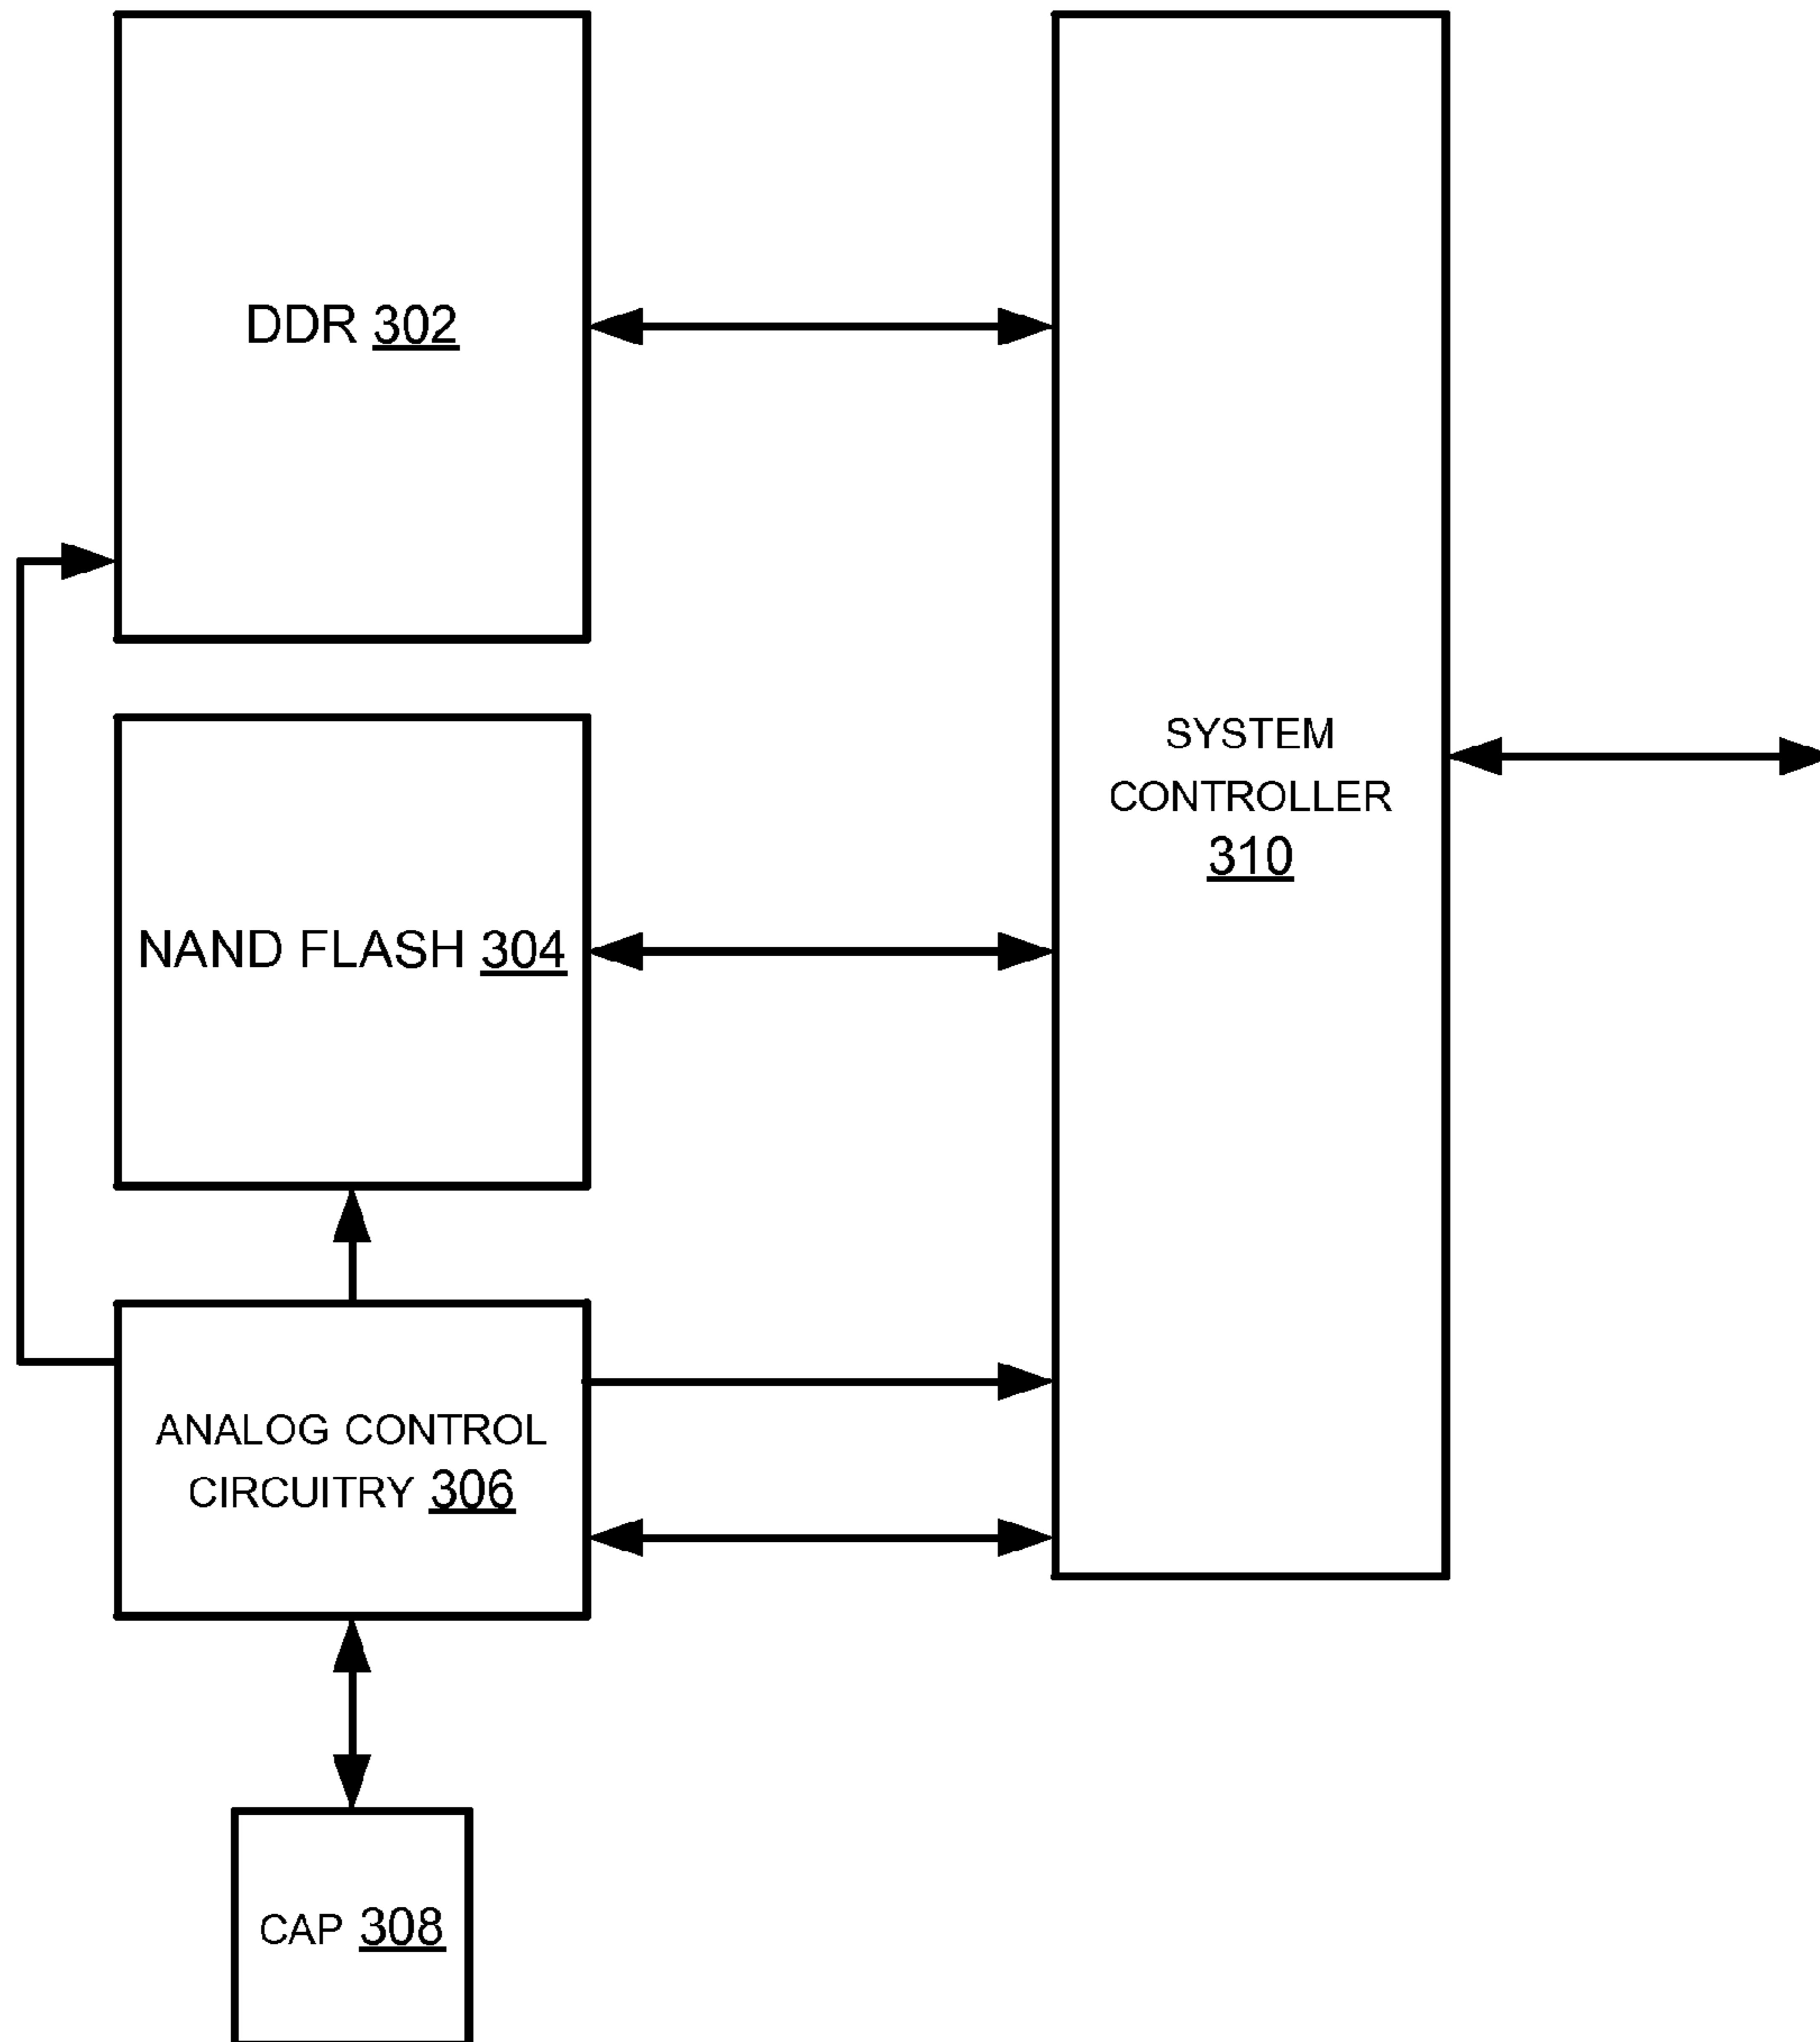 DDR 302
SYSTEM
CONTROLLER
310
NAND FLASH 304
ANALOG CONTROL
CIRCUITRY 306
CAP 308